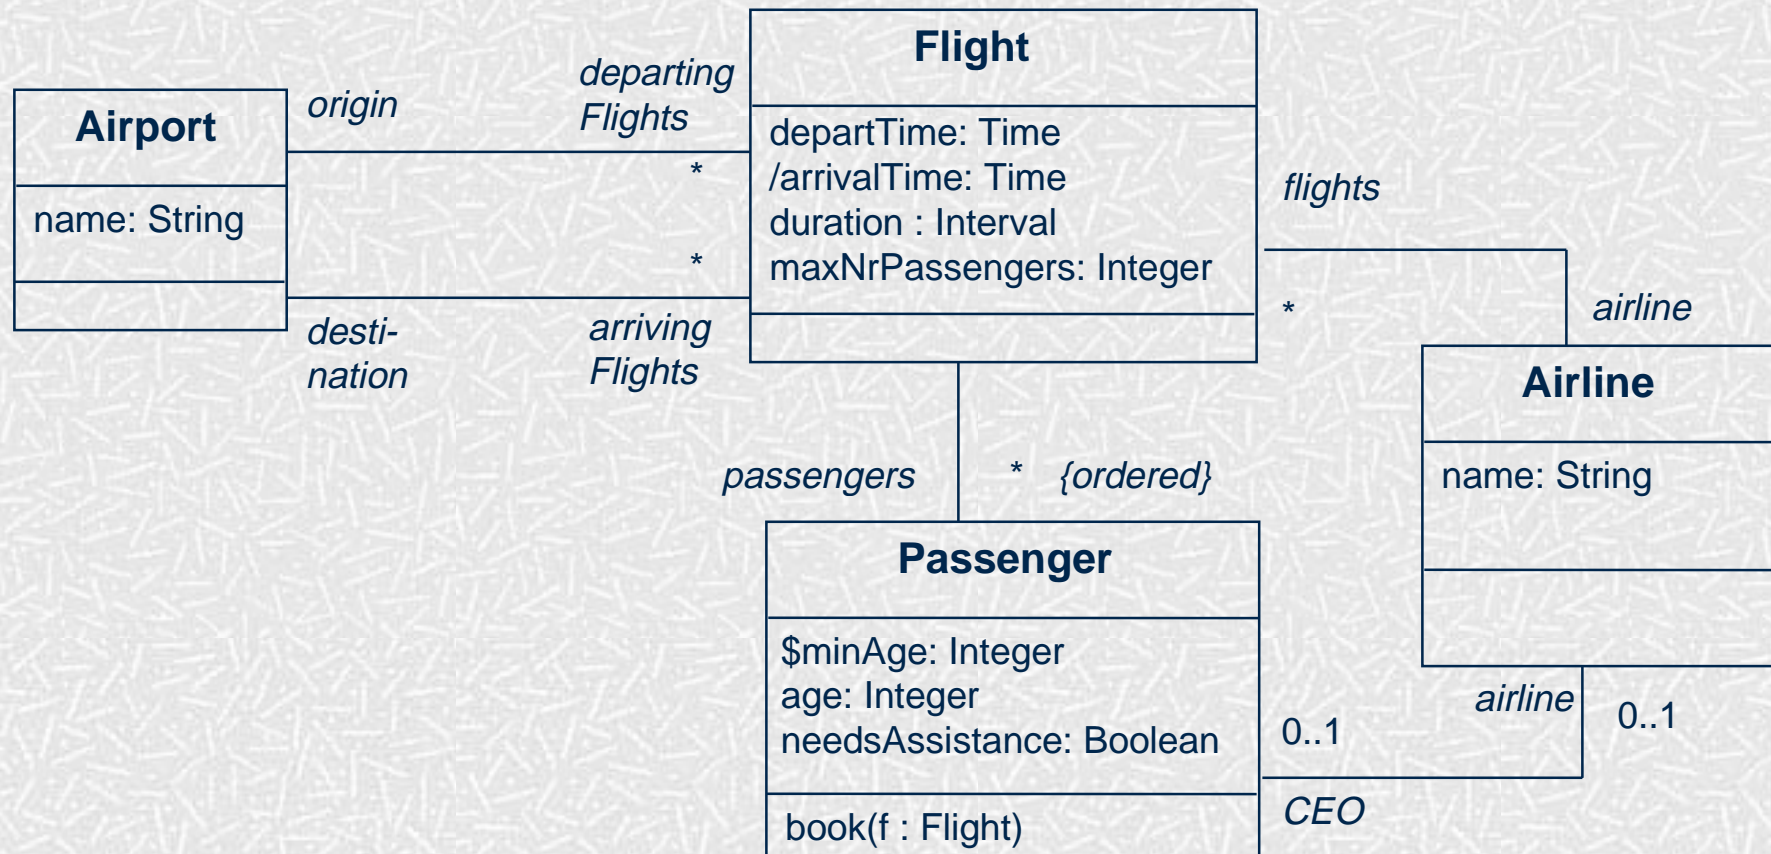 Airport
name: String
origin
departing
Flights
*
*
desti-
nation
arriving
Flights
Flight
departTime: Time
/arrivalTime: Time
duration : Interval
maxNrPassengers: Integer
flights
*
airline
Airline
name: String
passengers
* {ordered}
Passenger
$minAge: Integer
age: Integer
needsAssistance: Boolean
book(f : Flight)
0..1
CEO
airline
0..1